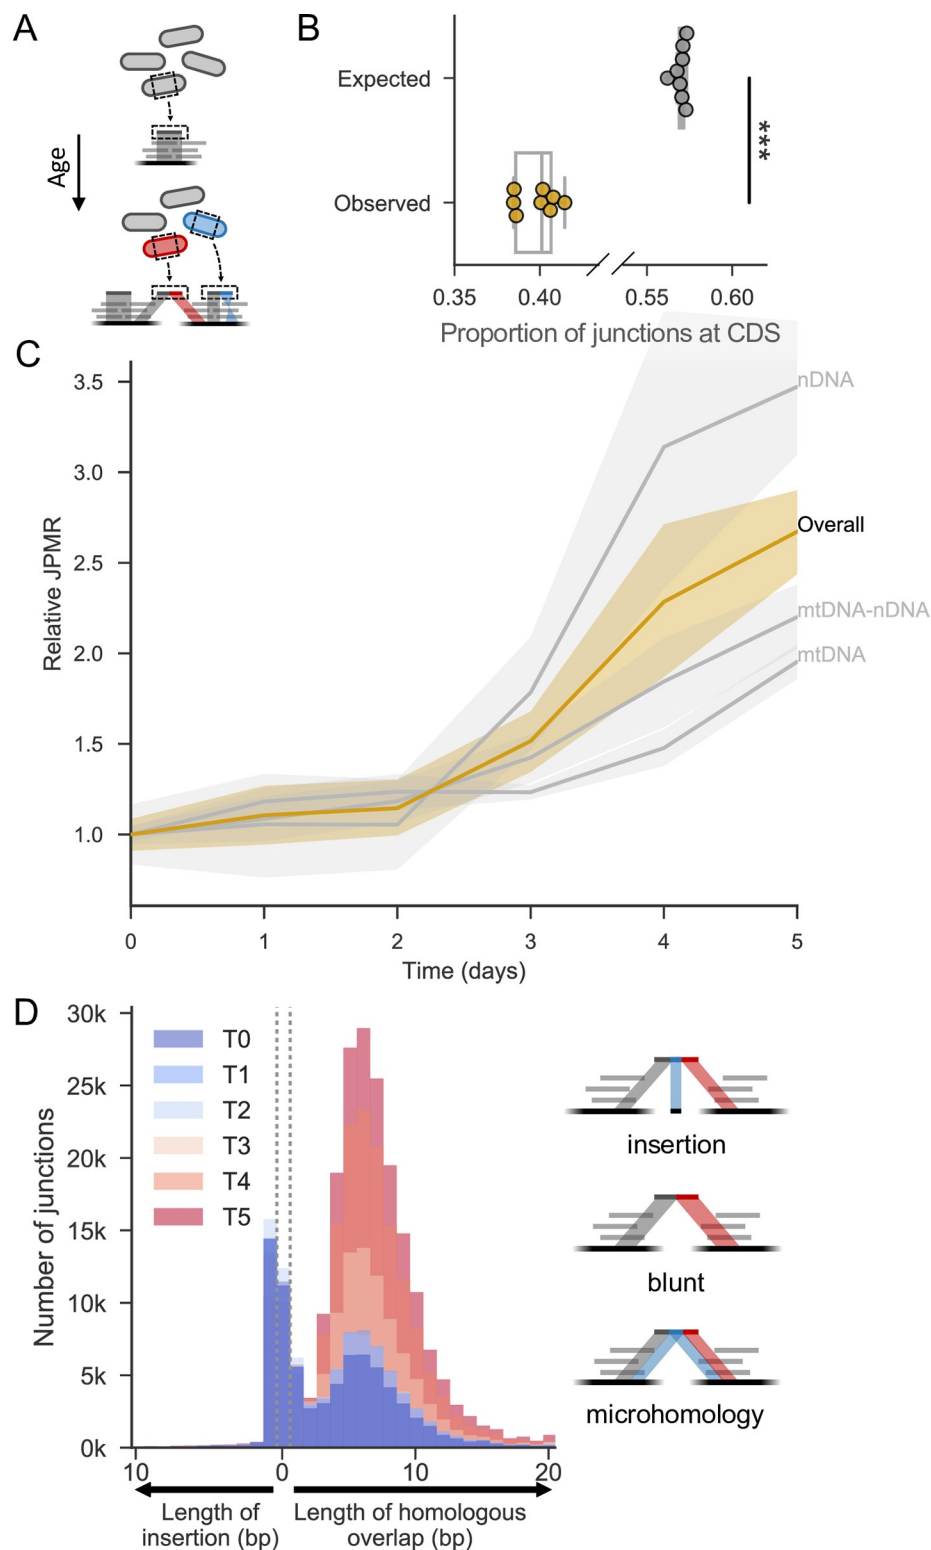 A
Age
B
Expected
Observed
***
0.35
0.40
0.55
0.60
Proportion of junctions at CDS
C
3.5
3.0
2.5
2.0
1.5
1.0
Relative JPMR
nDNA
Overall
mtDNA-nDNA
mtDNA
0
1
2
3
4
5
Time (days)
D
30k
25k
20k
15k
10k
5k
0k
Number of junctions
T0
T1
T2
T3
T4
T5
10
0
10
20
Length of
insertion (bp)
Length of homologous
overlap (bp)
insertion
blunt
microhomology